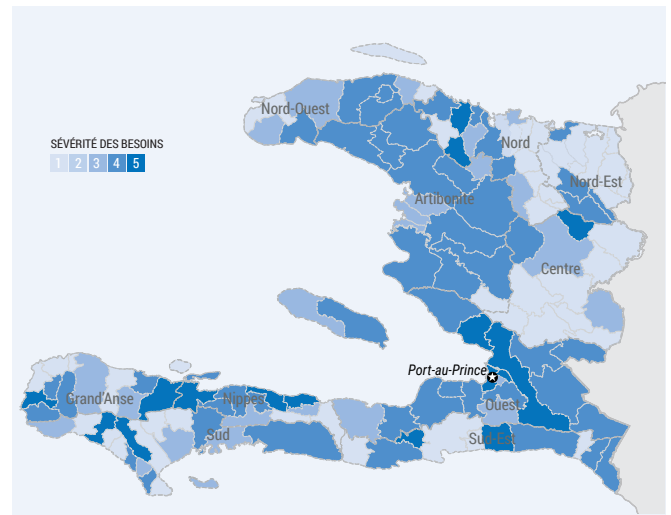 Nord-Ouest
SÉVÉRITÉ DES BESOINS
1 2 3 4 5
Nord
Nord-Est
Artibonite
Centre
Port-au-Prince
Grand'Anse
Nippes
Ouest
Sud
Sud-Est